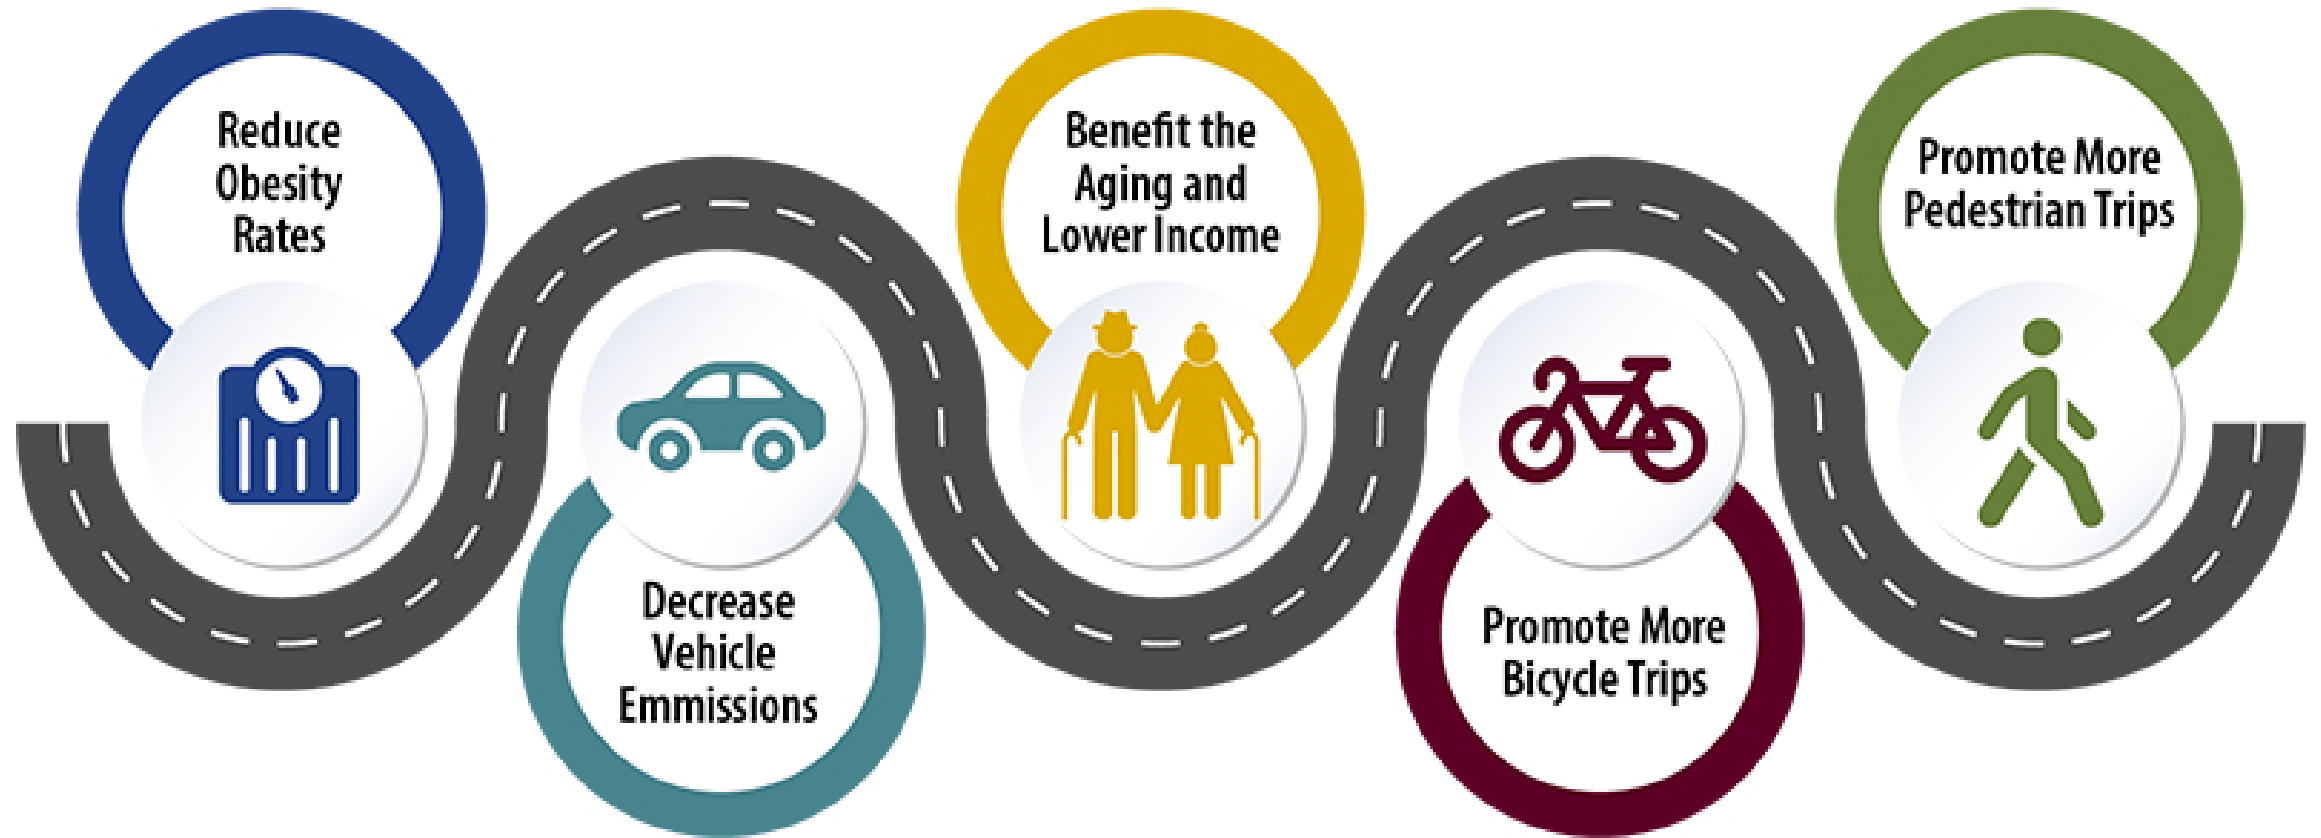 Reduce
Obesity
Rates
Decrease
Vehicle
Emmissions
Benefit the
Aging and
Lower Income
Promote More
Bicycle Trips
Promote More
Pedestrian Trips